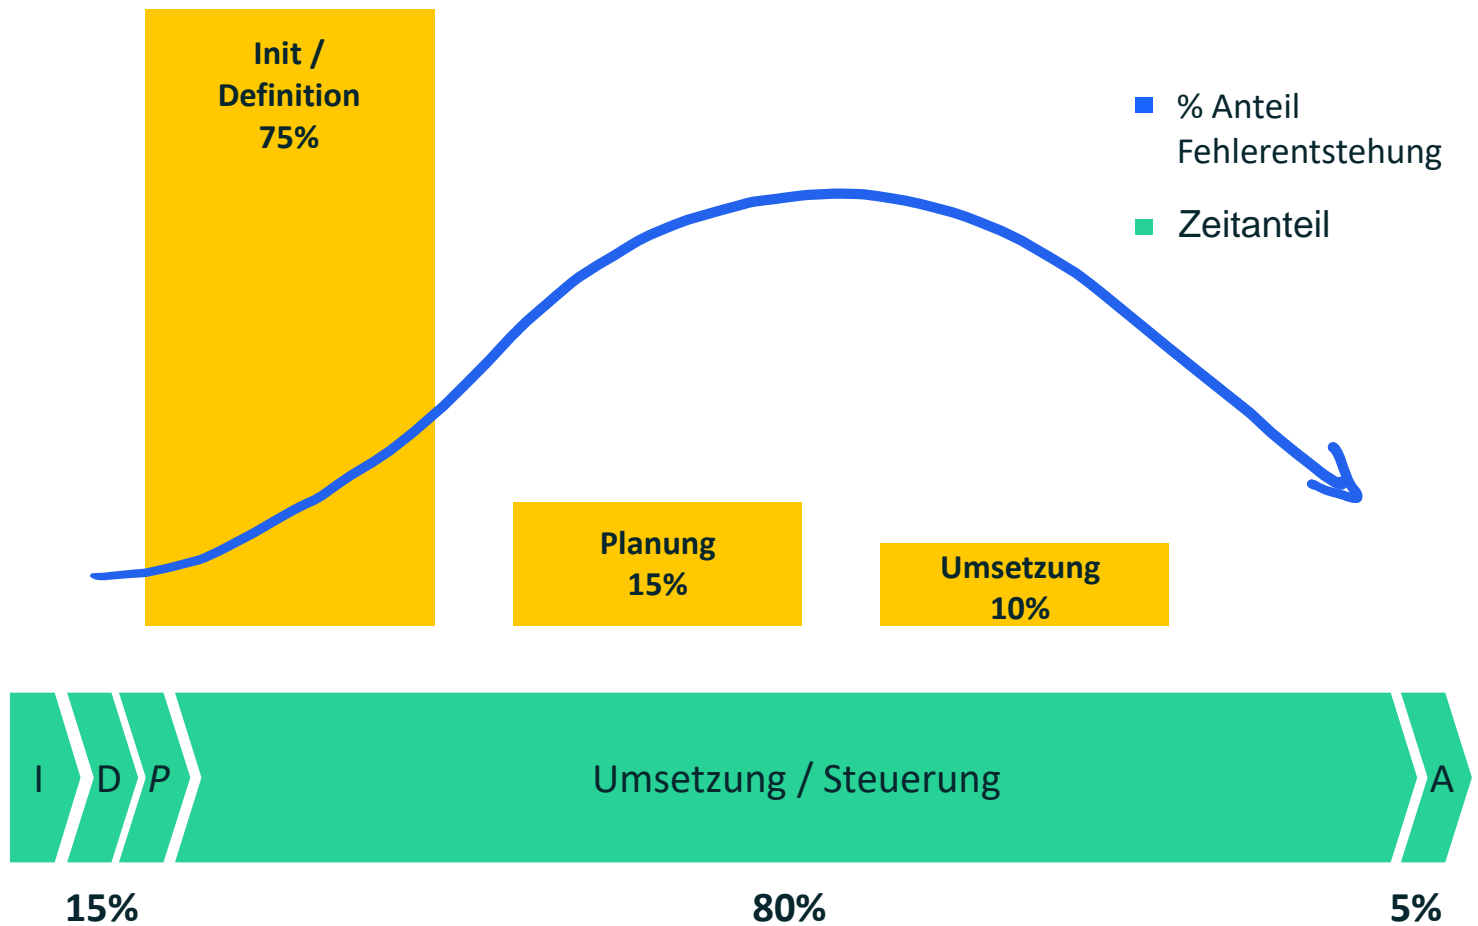 Init /
Definition
75%
% Anteil
Fehlerentstehung
Zeitanteil
Planung
15%
Umsetzung
10%
I
D
P
Umsetzung / Steuerung
A
15%
80%
5%